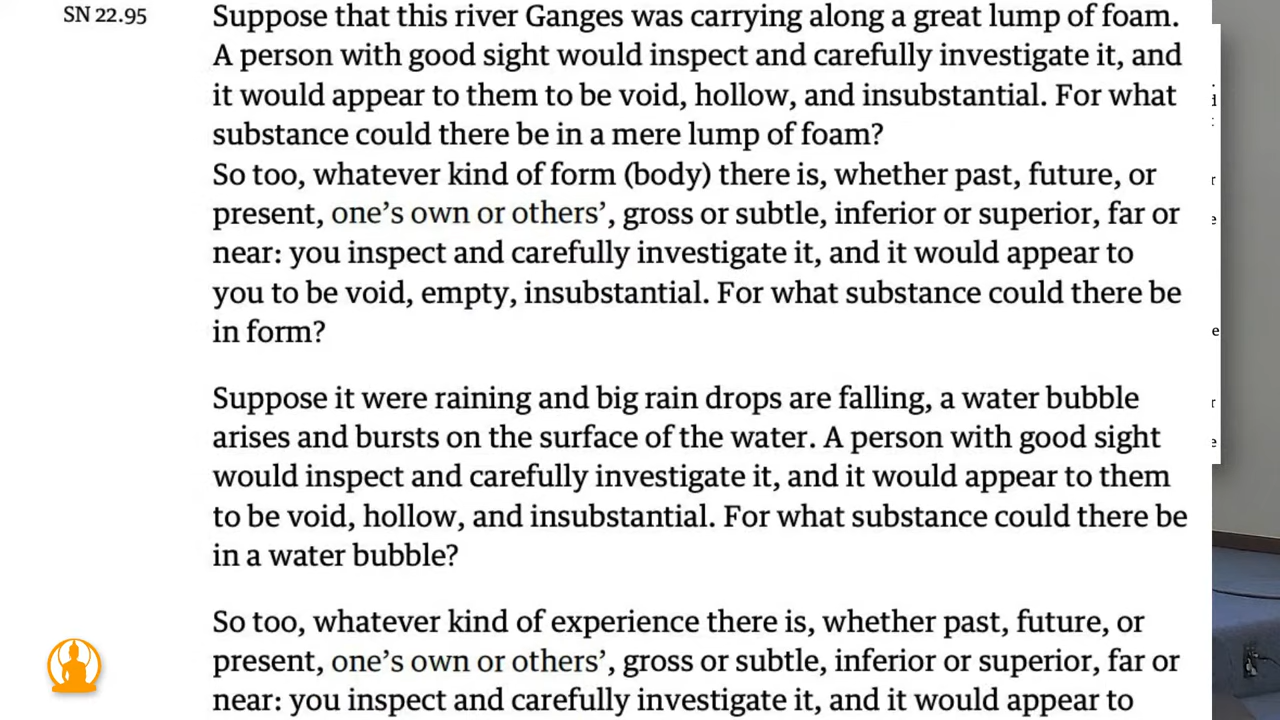 SN 22.95
Suppose that this river Ganges was carrying along a great lump of foam.
A person with good sight would inspect and carefully investigate it, and
it would appear to them to be void, hollow, and insubstantial. For what
substance could there be in a mere lump of foam?
So too, whatever kind of form (body) there is, whether past, future, or
present, one’s own or others’, gross or subtle, inferior or superior, far or
near: you inspect and carefully investigate it, and it would appear to
you to be void, empty, insubstantial. For what substance could there be
in form?
Suppose it were raining and big rain drops are falling, a water bubble
arises and bursts on the surface of the water. A person with good sight
would inspect and carefully investigate it, and it would appear to them
to be void, hollow, and insubstantial. For what substance could there be
in a water bubble?
So too, whatever kind of experience there is, whether past, future, or
present, one’s own or others’, gross or subtle, inferior or superior, far or
near: you inspect and carefully investigate it, and it would appear to